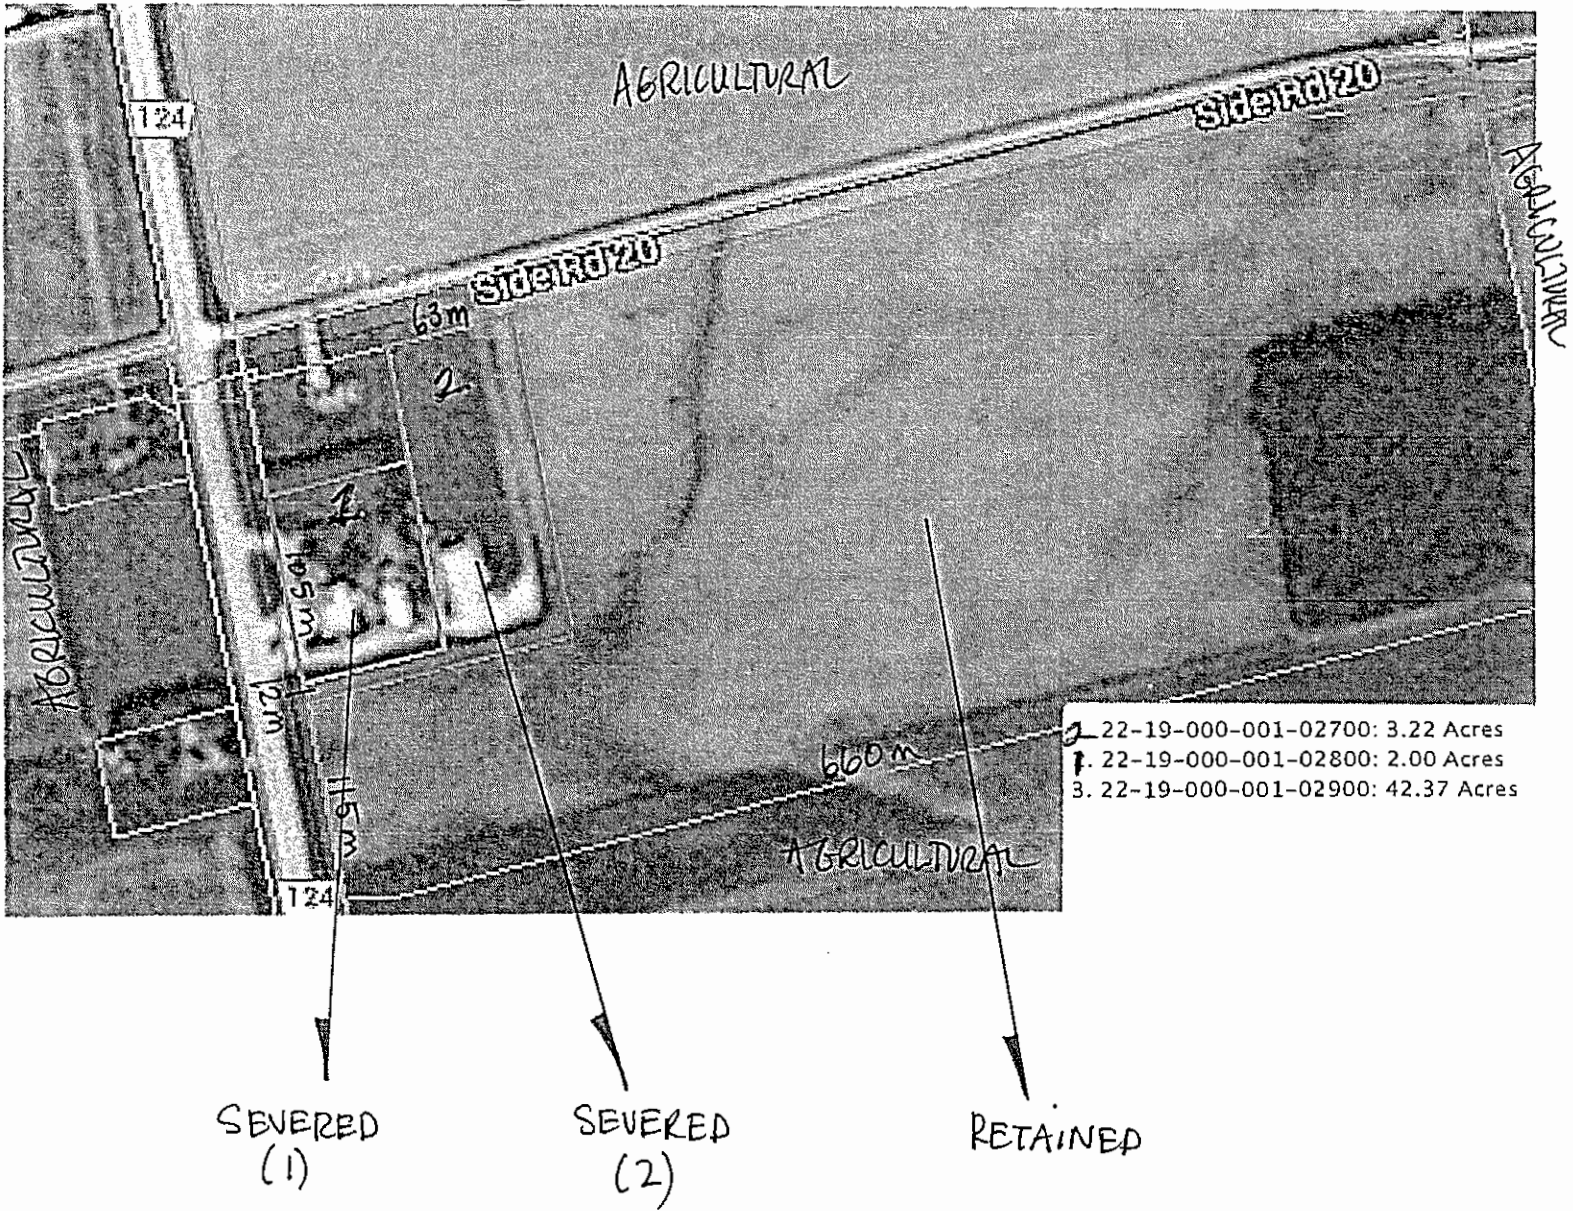 AGRICULTURAL
Side Rd 20
124
AGRICULTURAL
Side Rd 20
63m
2
1.
AGRICULTURAL
105m
12m
660m
2 22-19-000-001-02700: 3.22 Acres
1. 22-19-000-001-02800: 2.00 Acres
3. 22-19-000-001-02900: 42.37 Acres
115m
AGRICULTURAL
124
SEVERED
(1)
SEVERED
(2)
RETAINED